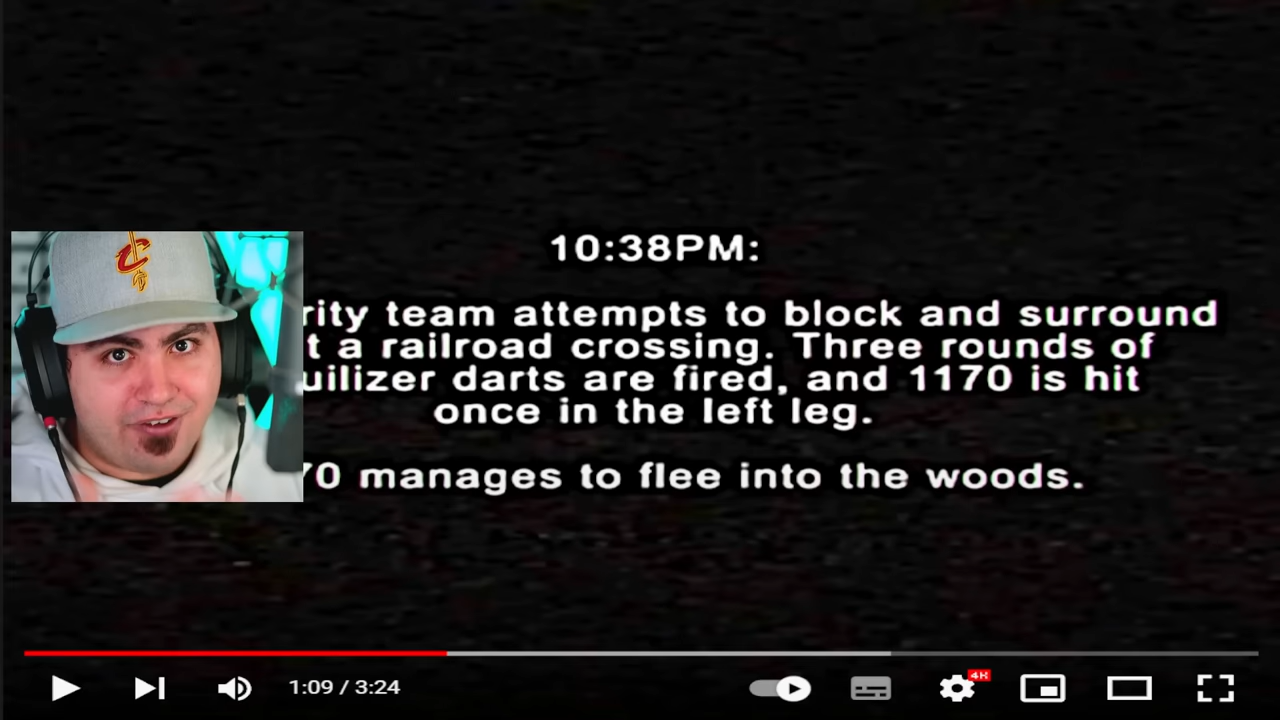 10:38PM:
rity team attempts to block and surround
t a railroad crossing. Three rounds of
uilizer darts are fired, and 1170 is hit
once in the left leg.
70 manages to flee into the woods.
1:09 / 3:24
4K
C